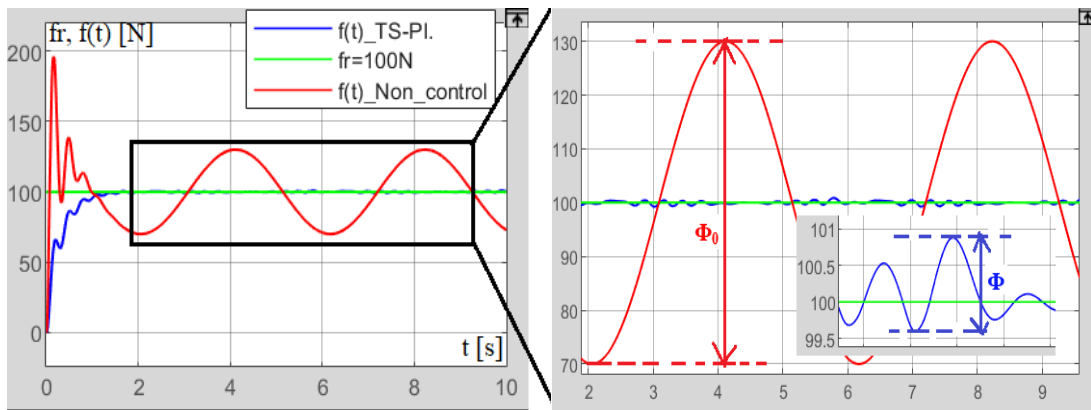 fr, f(t) [N]
f(t)_TS-PI.
fr=100N
f(t)_Non_control
200
150
100
50
0
t [s]
0 2 4 6 8 10
130
120
110
100
90
80
70
Φ₀
101
100.5
100
99.5
Φ
2 3 4 5 6 7 8 9